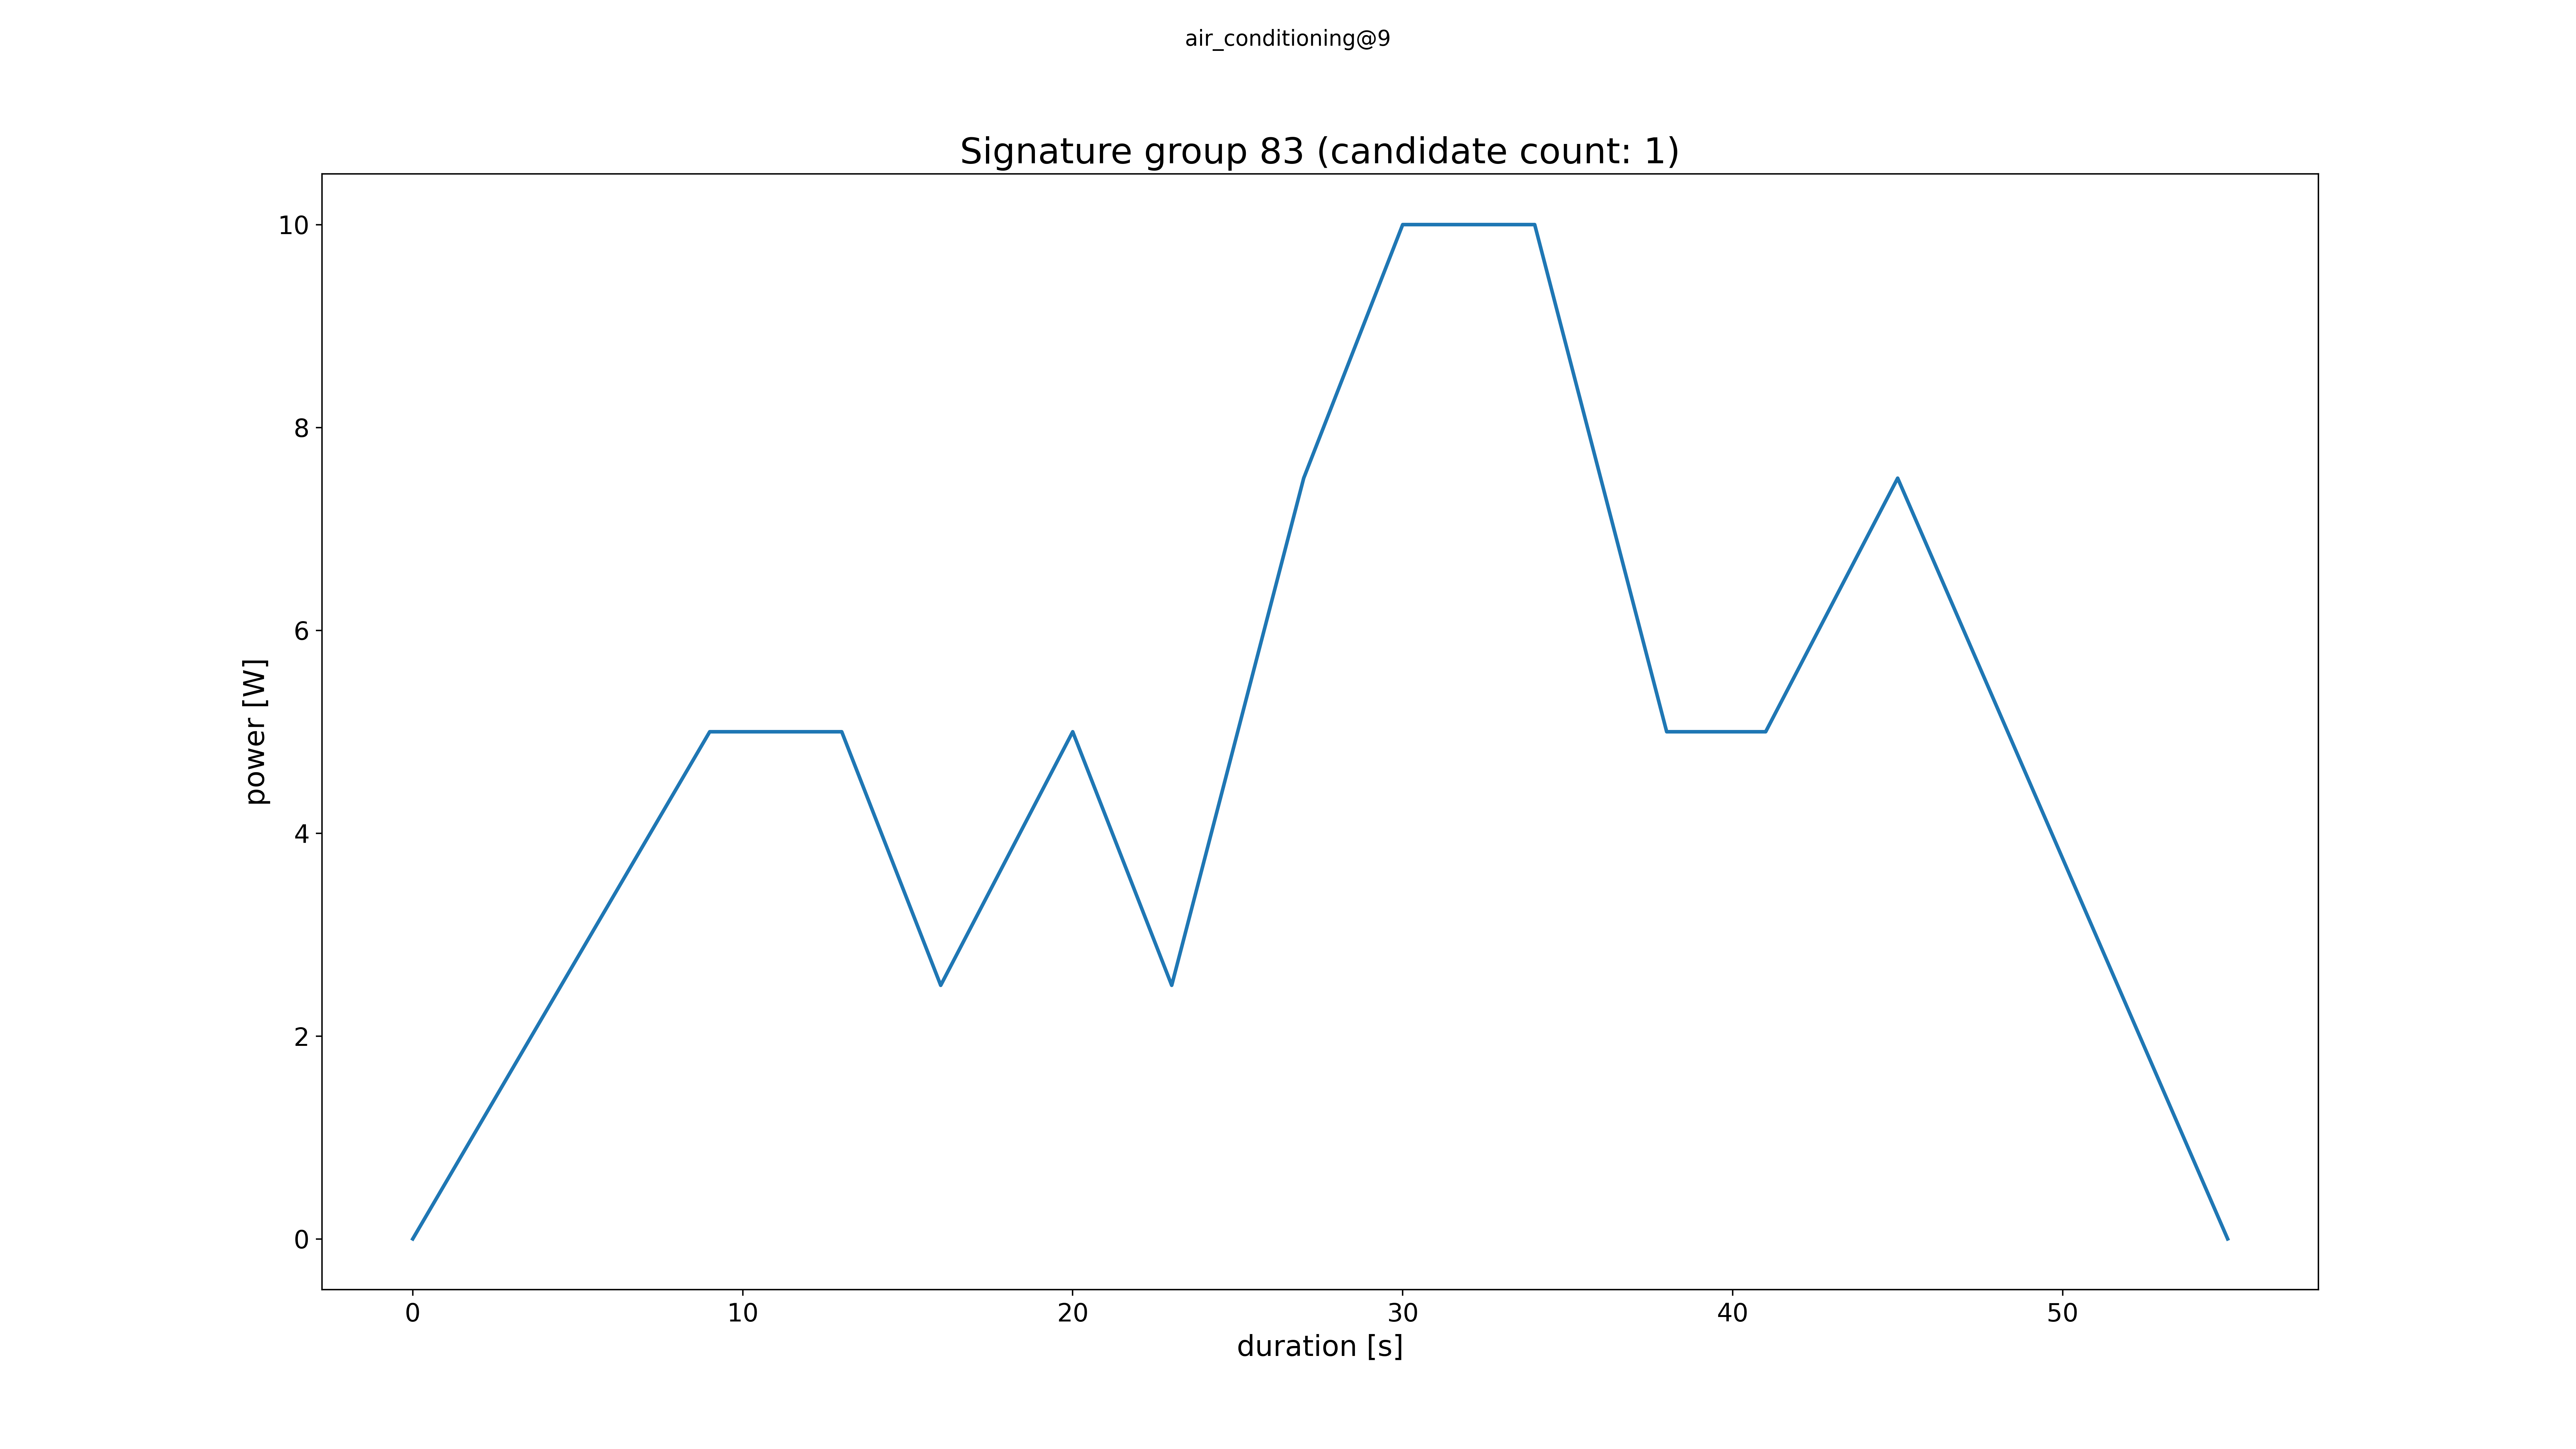 air_conditioning@9
Signature group 83 (candidate count: 1)
10
8
6
4
2
0
power [W]
0 10 20 30 40 50
duration [s]